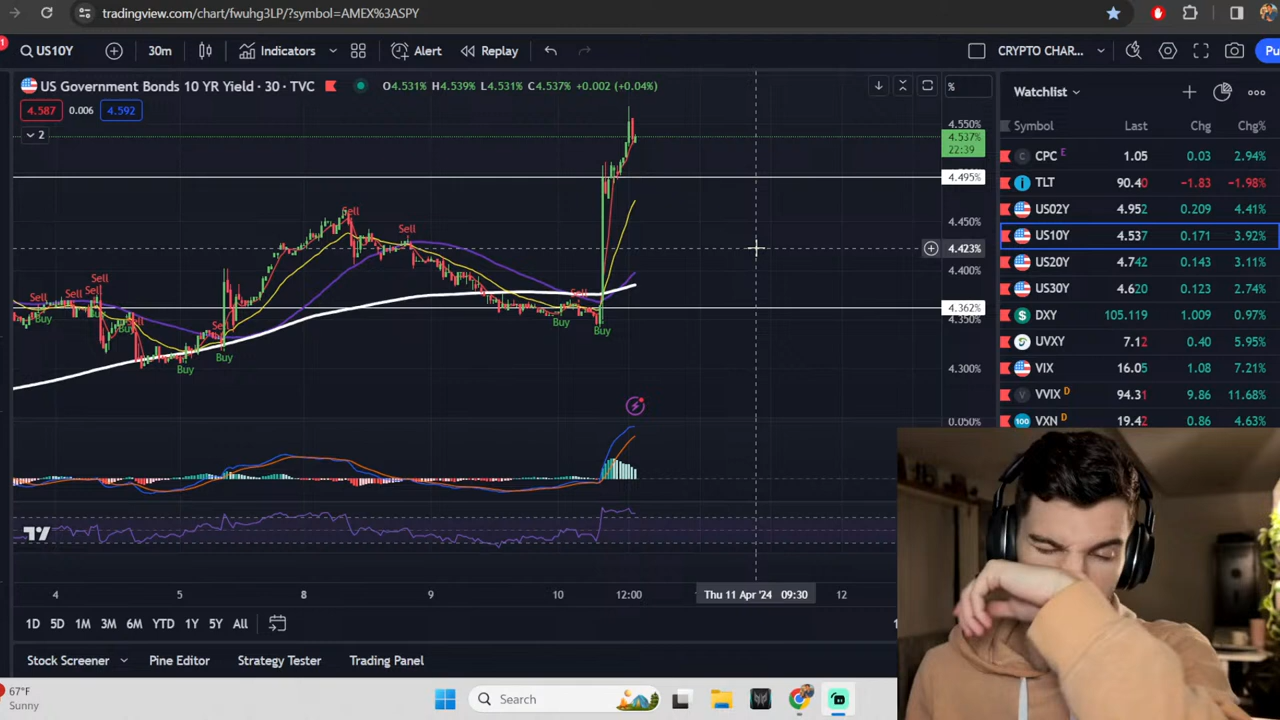 tradingview.com/chart/fwuhg3LP/?symbol=AMEX%3ASPY
US10Y 30m Indicators Alert Replay CRYPTO CHAR... Pu
US Government Bonds 10 YR Yield · 30 · TVC O4.531% H4.539% L4.531% C4.537% +0.002 (+0.04%) %
4.587 0.006 4.592
2
4.550%
4.537%
22:39
4.495%
4.450%
4.423%
4.400%
4.362%
4.350%
4.300%
0.050%
Sell Sell Sell Sell Sell Sell Sell
Buy Buy Buy Buy Buy Buy
4 5 8 9 10 12:00 Thu 11 Apr '24 09:30 12
1D 5D 1M 3M 6M YTD 1Y 5Y All
Stock Screener Pine Editor Strategy Tester Trading Panel
Watchlist
Symbol Last Chg Chg%
CPC E 1.05 0.03 2.94%
TLT 90.40 −1.83 −1.98%
US02Y 4.952 0.209 4.41%
US10Y 4.537 0.171 3.92%
US20Y 4.742 0.143 3.11%
US30Y 4.620 0.123 2.74%
DXY 105.119 1.009 0.97%
UVXY 7.12 0.40 5.95%
VIX 16.05 1.08 7.21%
VVIX D 94.31 9.86 11.68%
VXN D 19.42 0.86 4.63%
67°F
Sunny
Search